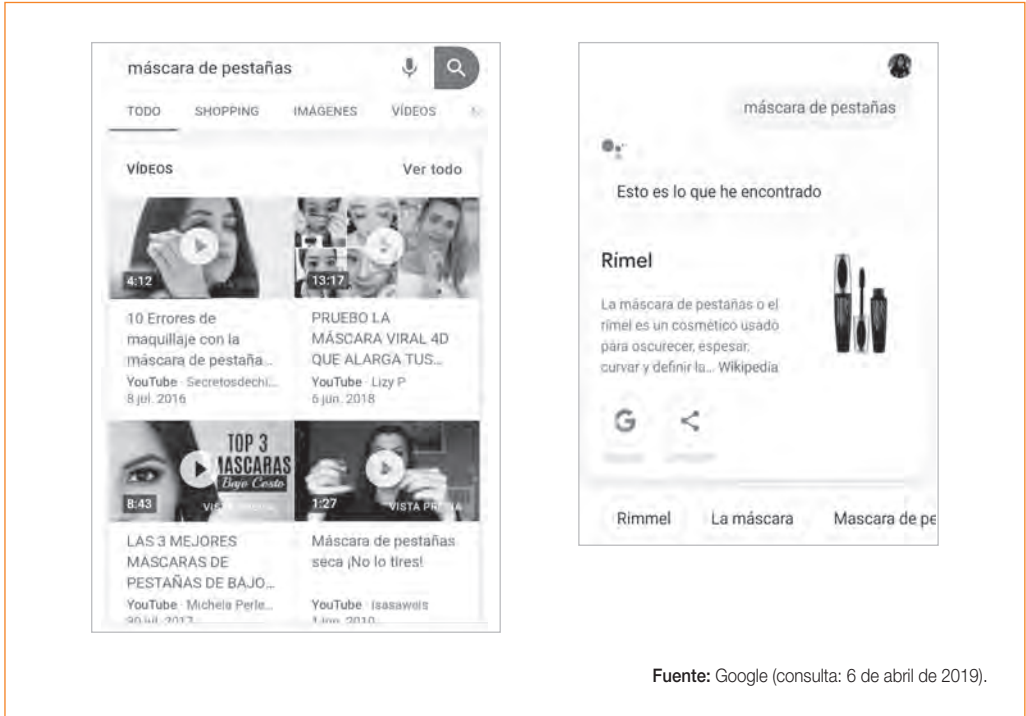 máscara de pestañas
TODO SHOPPING IMÁGENES VÍDEOS
VÍDEOS Ver todo
4:12
10 Errores de
maquillaje con la
máscara de pestaña...
YouTube · Secretosdechi...
8 jul. 2016
13:17
PRUEBO LA
MÁSCARA VIRAL 4D
QUE ALARGA TUS...
YouTube · Lizy P
6 jun. 2018
TOP 3
MASCARAS
Bajo Costo
8:43
LAS 3 MEJORES
MÁSCARAS DE
PESTAÑAS DE BAJO...
YouTube · Michela Perle...
30 jul. 2017
1:27 VISTA PREVIA
Máscara de pestañas
seca ¡No lo tires!
YouTube · Isasaweis
2010
máscara de pestañas
Esto es lo que he encontrado
Rimel
La máscara de pestañas o el
rímel es un cosmético usado
para oscurecer, espesar,
curvar y definir la... Wikipedia
Rimmel La máscara Mascara de pe
Fuente: Google (consulta: 6 de abril de 2019).